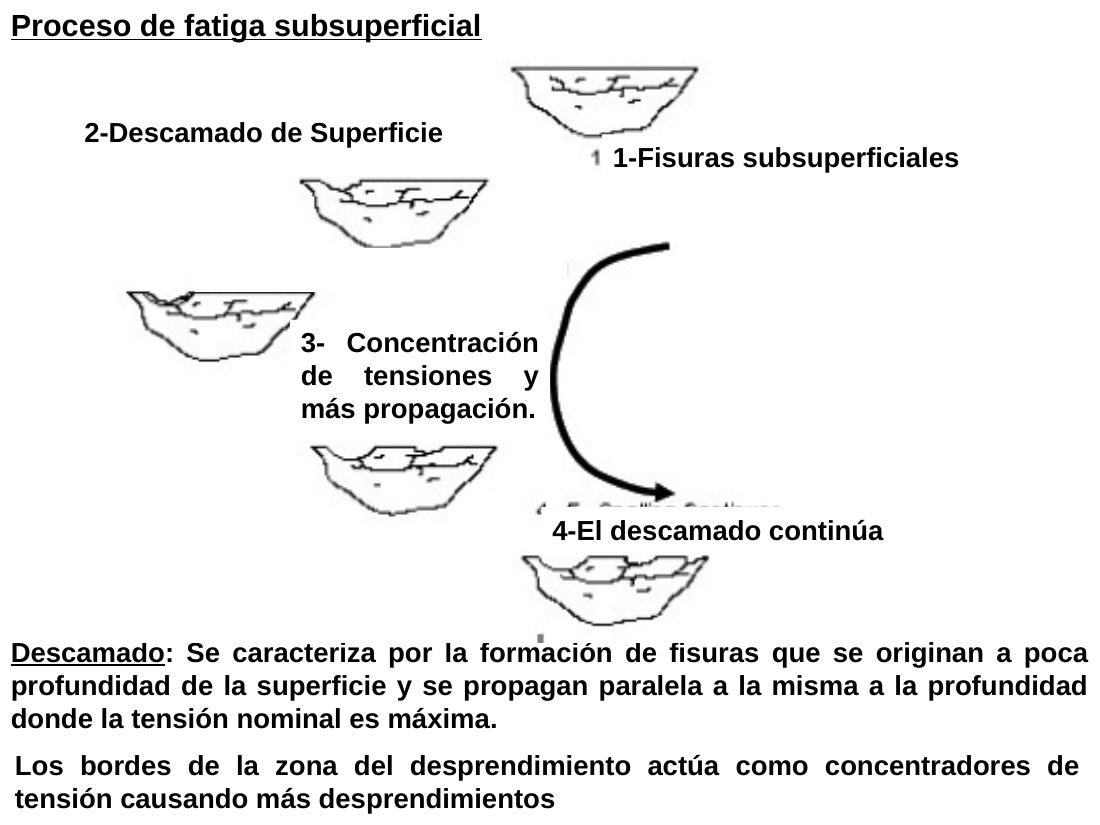 Proceso de fatiga subsuperficial
2-Descamado de Superficie
1 1-Fisuras subsuperficiales
3- Concentración
de tensiones y
más propagación.
4-El descamado continúa
Descamado: Se caracteriza por la formación de fisuras que se originan a poca
profundidad de la superficie y se propagan paralela a la misma a la profundidad
donde la tensión nominal es máxima.
Los bordes de la zona del desprendimiento actúa como concentradores de
tensión causando más desprendimientos